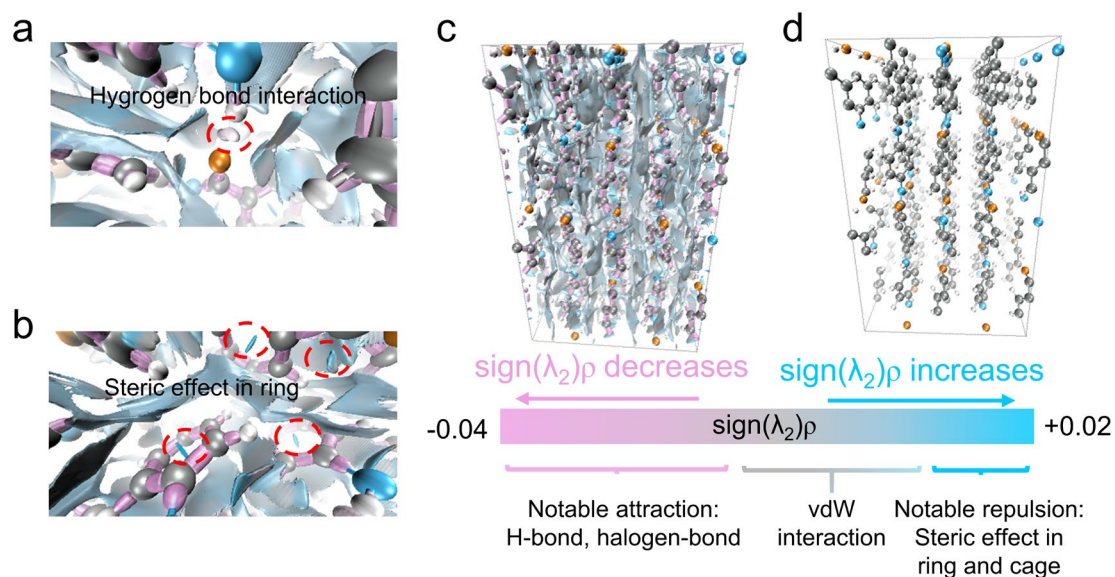 a
Hygrogen bond interaction
b
Steric effect in ring
c
d
sign(λ₂)ρ decreases
sign(λ₂)ρ increases
-0.04
sign(λ₂)ρ
+0.02
Notable attraction:
H-bond, halogen-bond
vdW
interaction
Notable repulsion:
Steric effect in
ring and cage